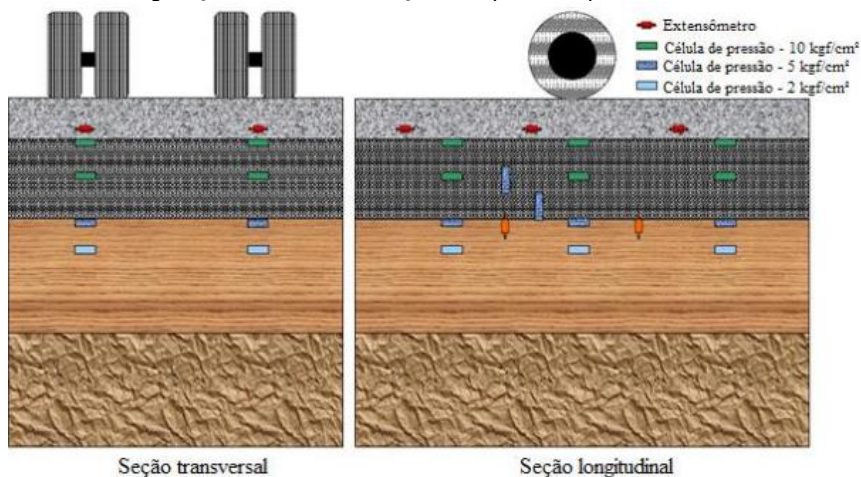 Extensômetro
Célula de pressão - 10 kgf/cm²
Célula de pressão - 5 kgf/cm²
Célula de pressão - 2 kgf/cm²
Seção transversal
Seção longitudinal